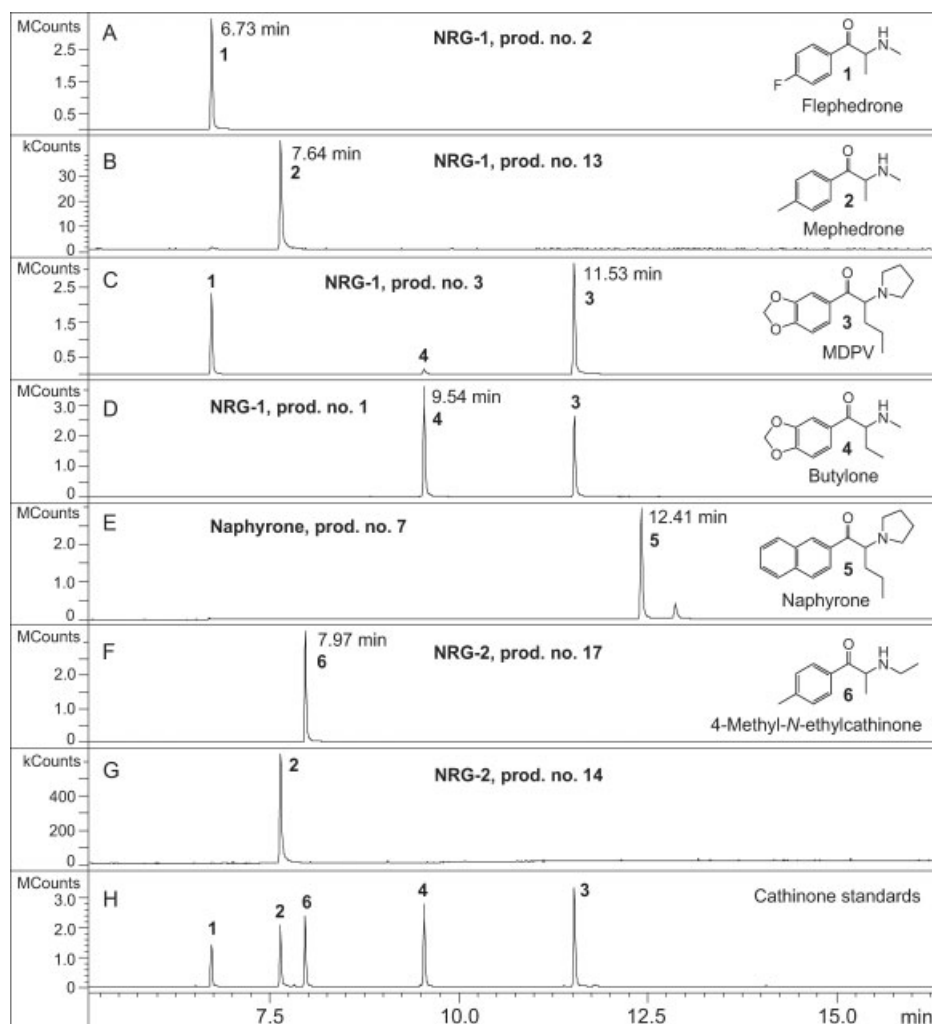 MCounts
A
6.73 min
1
NRG-1, prod. no. 2
2.5
1.5
0.5
O
H
N
F
1
Flephedrone
kCounts
B
7.64 min
2
NRG-1, prod. no. 13
30
20
10
0
O
H
N
2
Mephedrone
MCounts
C
1
NRG-1, prod. no. 3
4
11.53 min
3
2.5
1.5
0.5
O
N
O
O
3
MDPV
MCounts
D
NRG-1, prod. no. 1
9.54 min
4
3
3.0
2.0
1.0
0
O
H
N
O
O
4
Butylone
MCounts
E
Naphyrone, prod. no. 7
12.41 min
5
2.0
1.0
0
O
N
5
Naphyrone
MCounts
F
7.97 min
6
NRG-2, prod. no. 17
2.0
1.0
0
O
H
N
6
4-Methyl-N-ethylcathinone
kCounts
G
2
NRG-2, prod. no. 14
400
200
0
MCounts
H
1
2
6
4
3
Cathinone standards
3.0
2.0
1.0
0
7.5
10.0
12.5
15.0
min